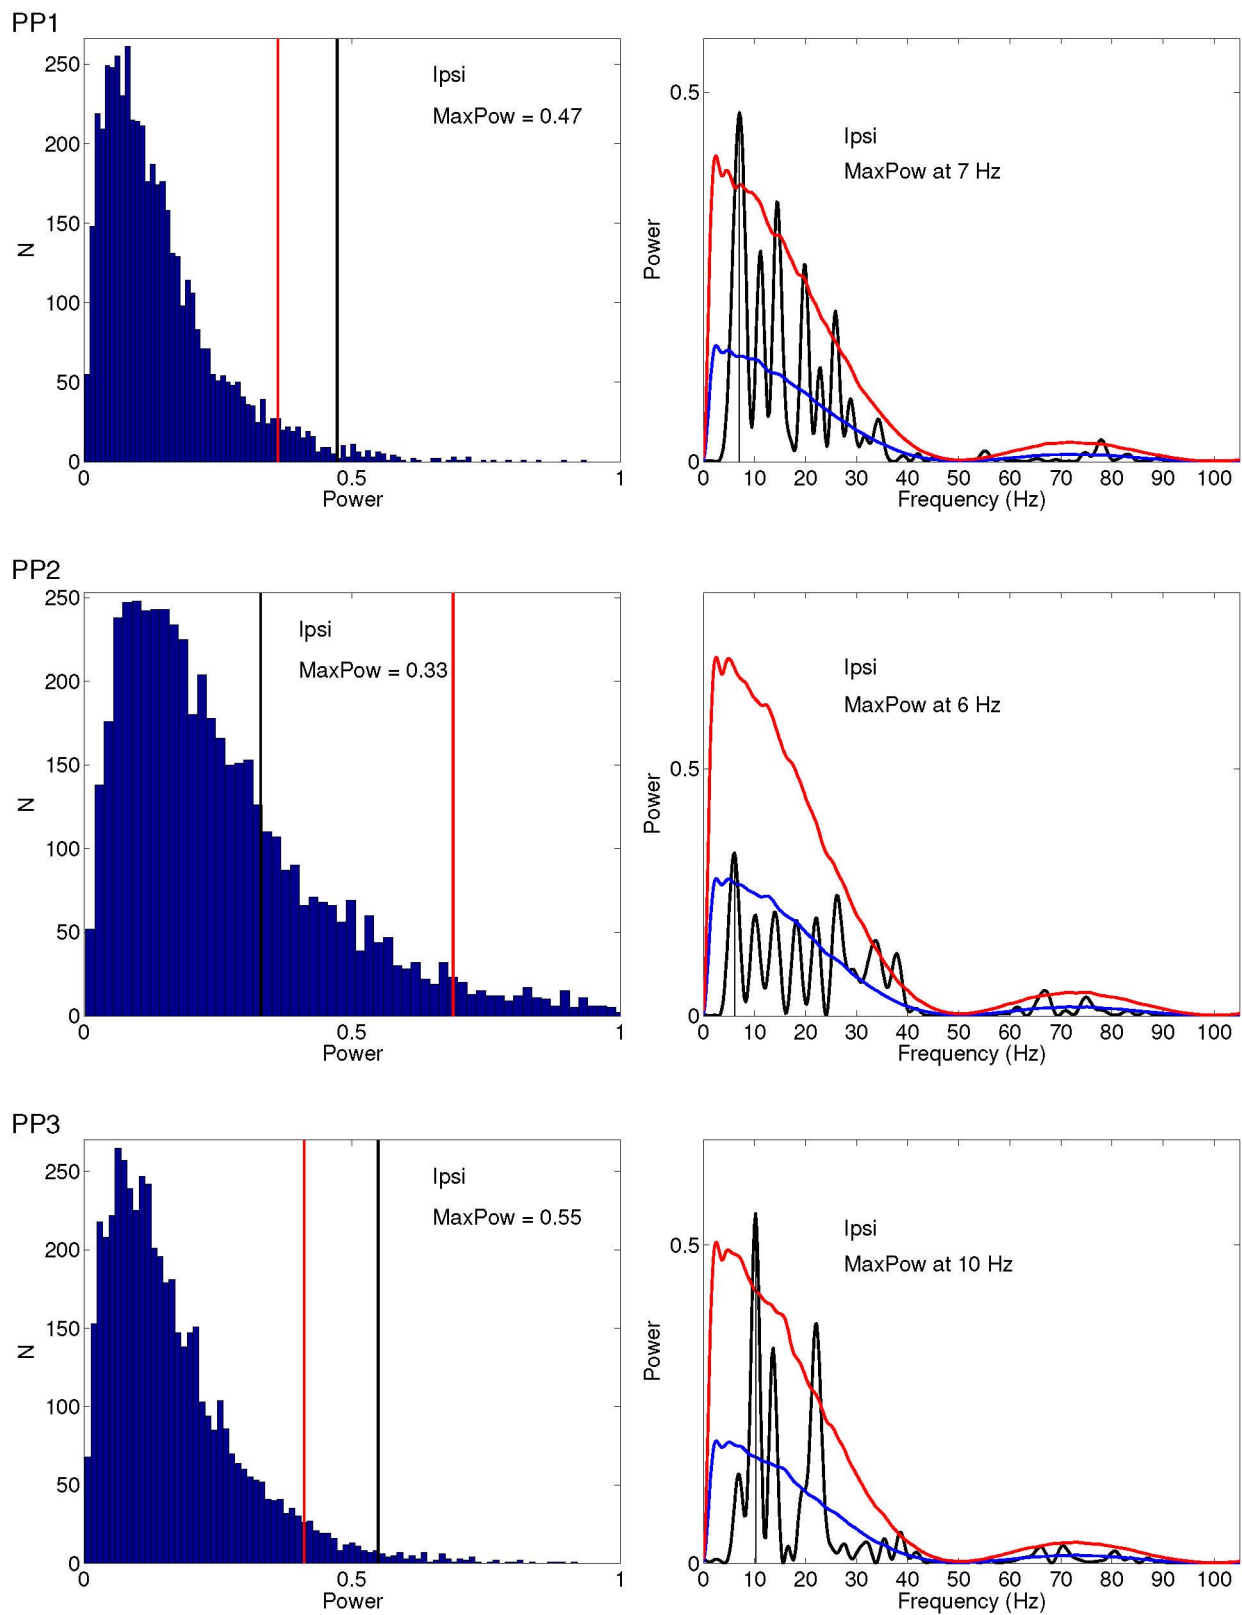 PP1
250
200
150
100
50
0
N
Ipsi
MaxPow = 0.47
0 0.5 1
Power
0.5
0
Power
Ipsi
MaxPow at 7 Hz
0 10 20 30 40 50 60 70 80 90 100
Frequency (Hz)
PP2
250
200
150
100
50
0
N
Ipsi
MaxPow = 0.33
0 0.5 1
Power
0.5
0
Power
Ipsi
MaxPow at 6 Hz
0 10 20 30 40 50 60 70 80 90 100
Frequency (Hz)
PP3
250
200
150
100
50
0
N
Ipsi
MaxPow = 0.55
0 0.5 1
Power
0.5
0
Power
Ipsi
MaxPow at 10 Hz
0 10 20 30 40 50 60 70 80 90 100
Frequency (Hz)